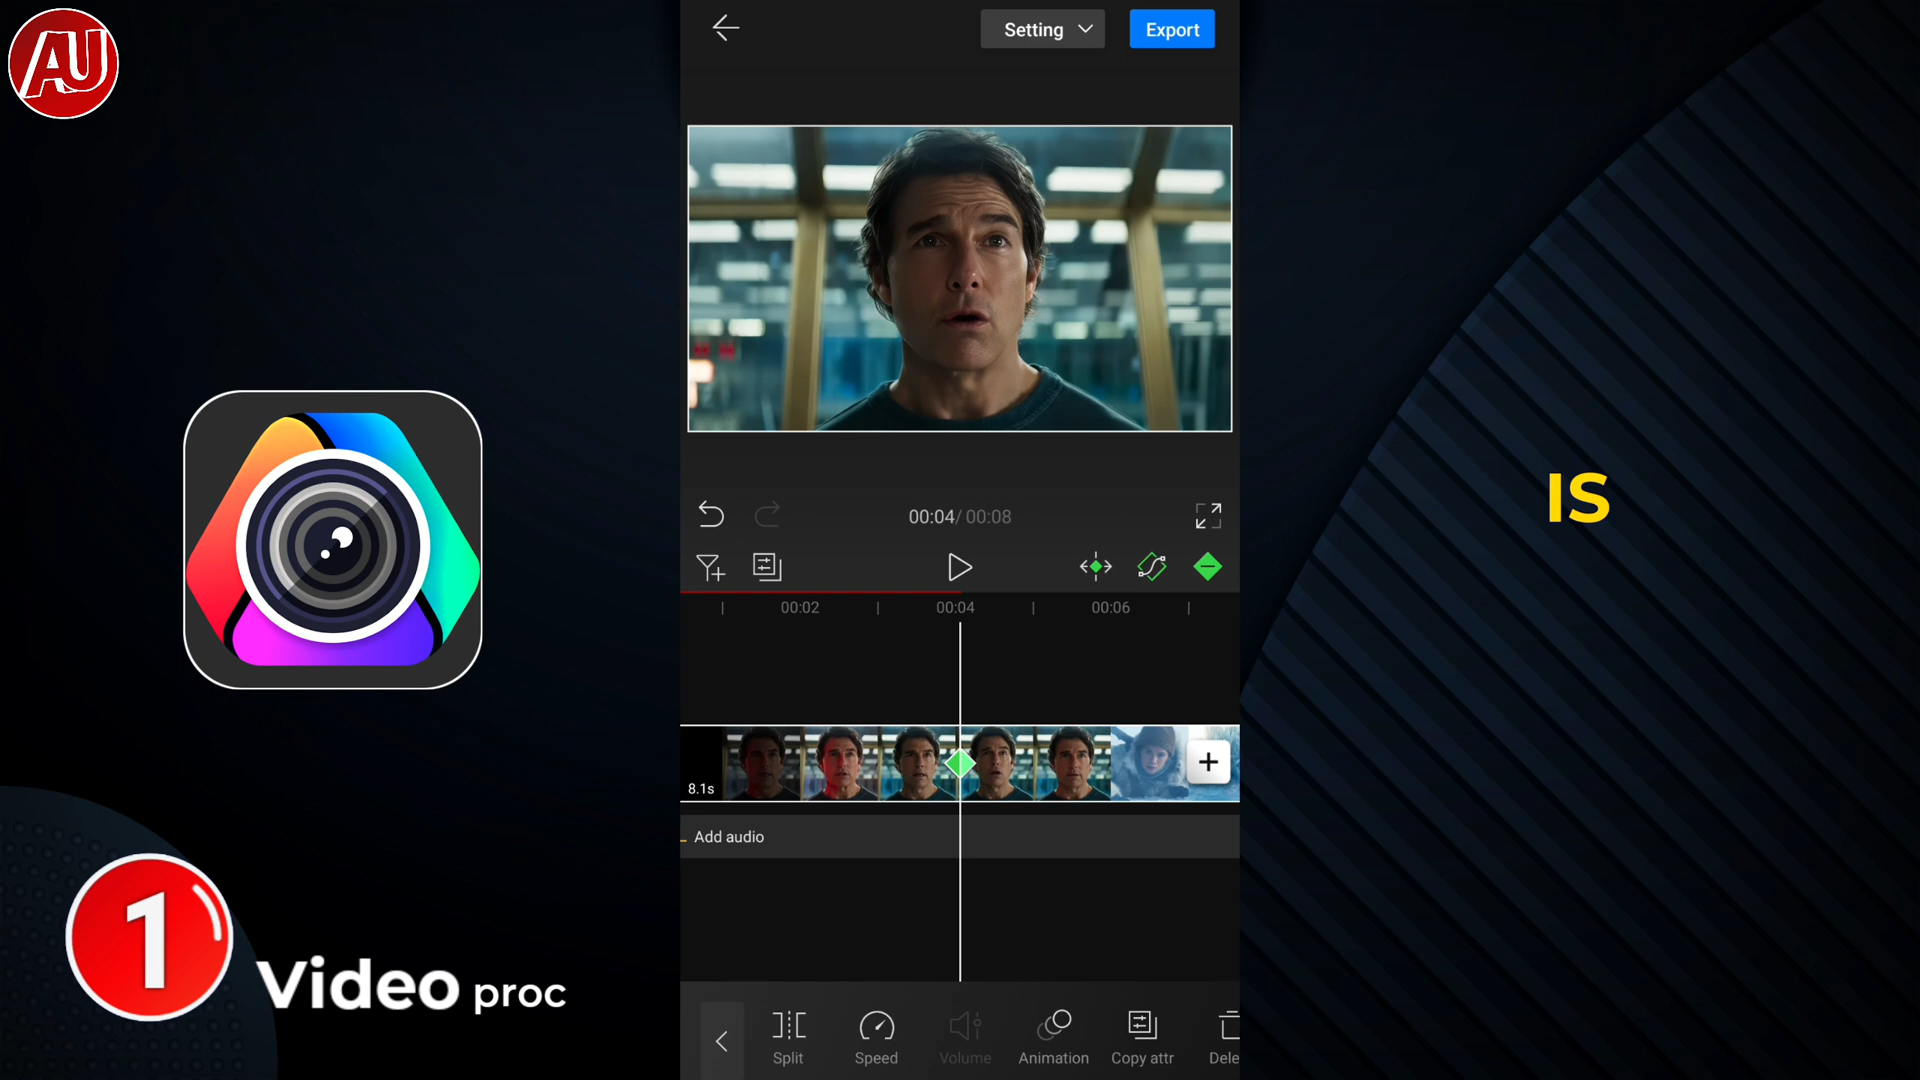 AU
Setting
Export
IS
00:04/ 00:08
00:02
00:04
00:06
8.1s
Add audio
1
Video proc
Split
Speed
Volume
Animation
Copy attr
Dele